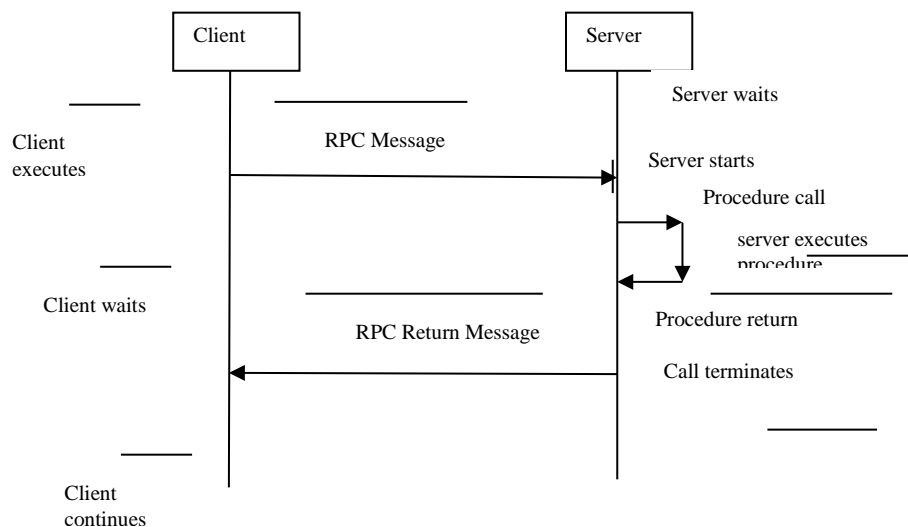 Client
Server
Server waits
Client
executes
RPC Message
Server starts
Procedure call
server executes
procedure
Client waits
RPC Return Message
Procedure return
Call terminates
Client
continues